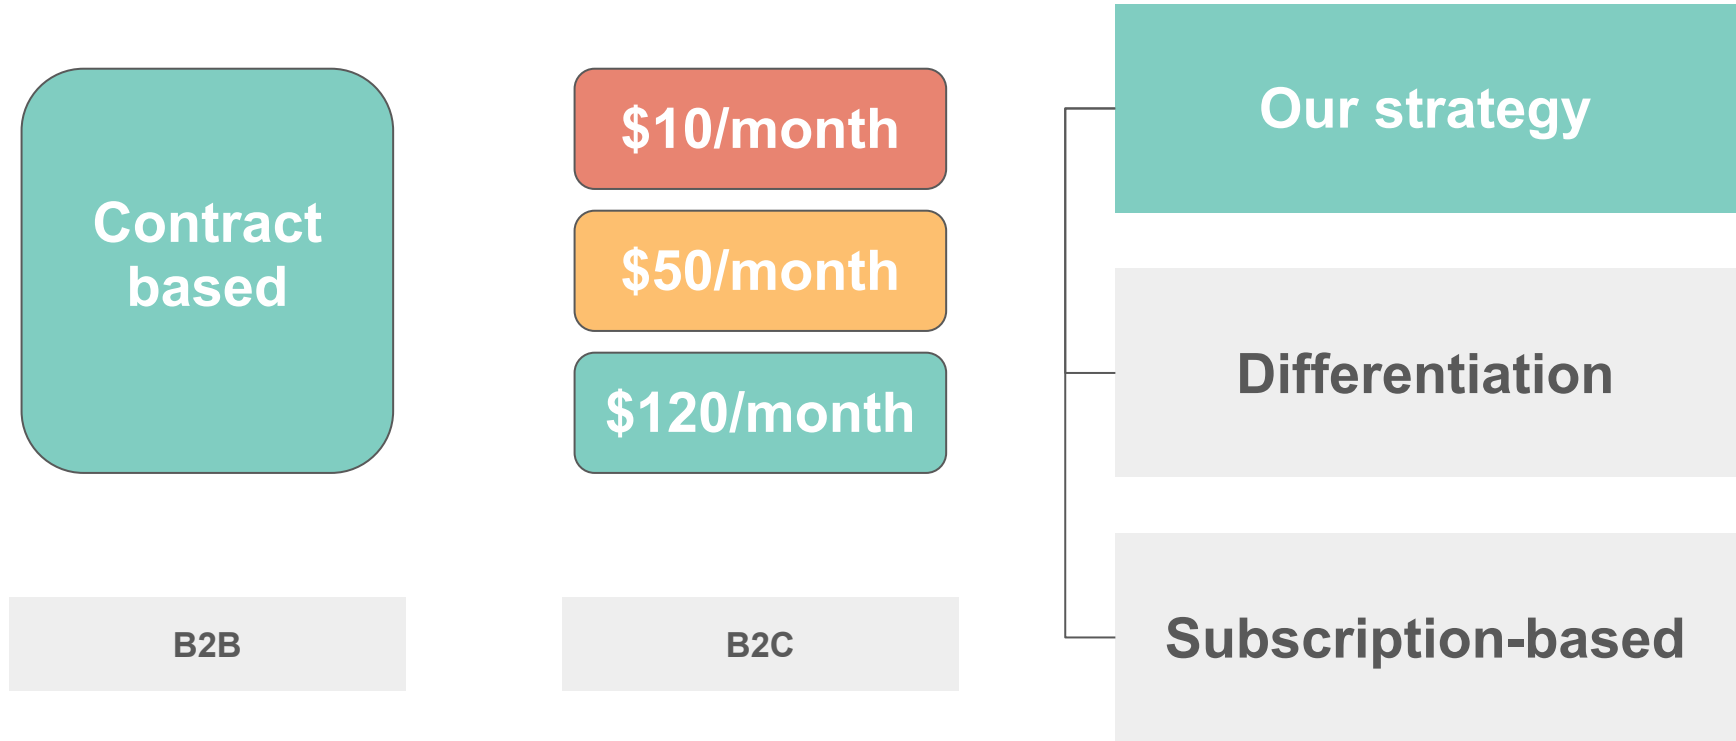 Contract
based
B2B
$10/month
$50/month
$120/month
B2C
Our strategy
Differentiation
Subscription-based